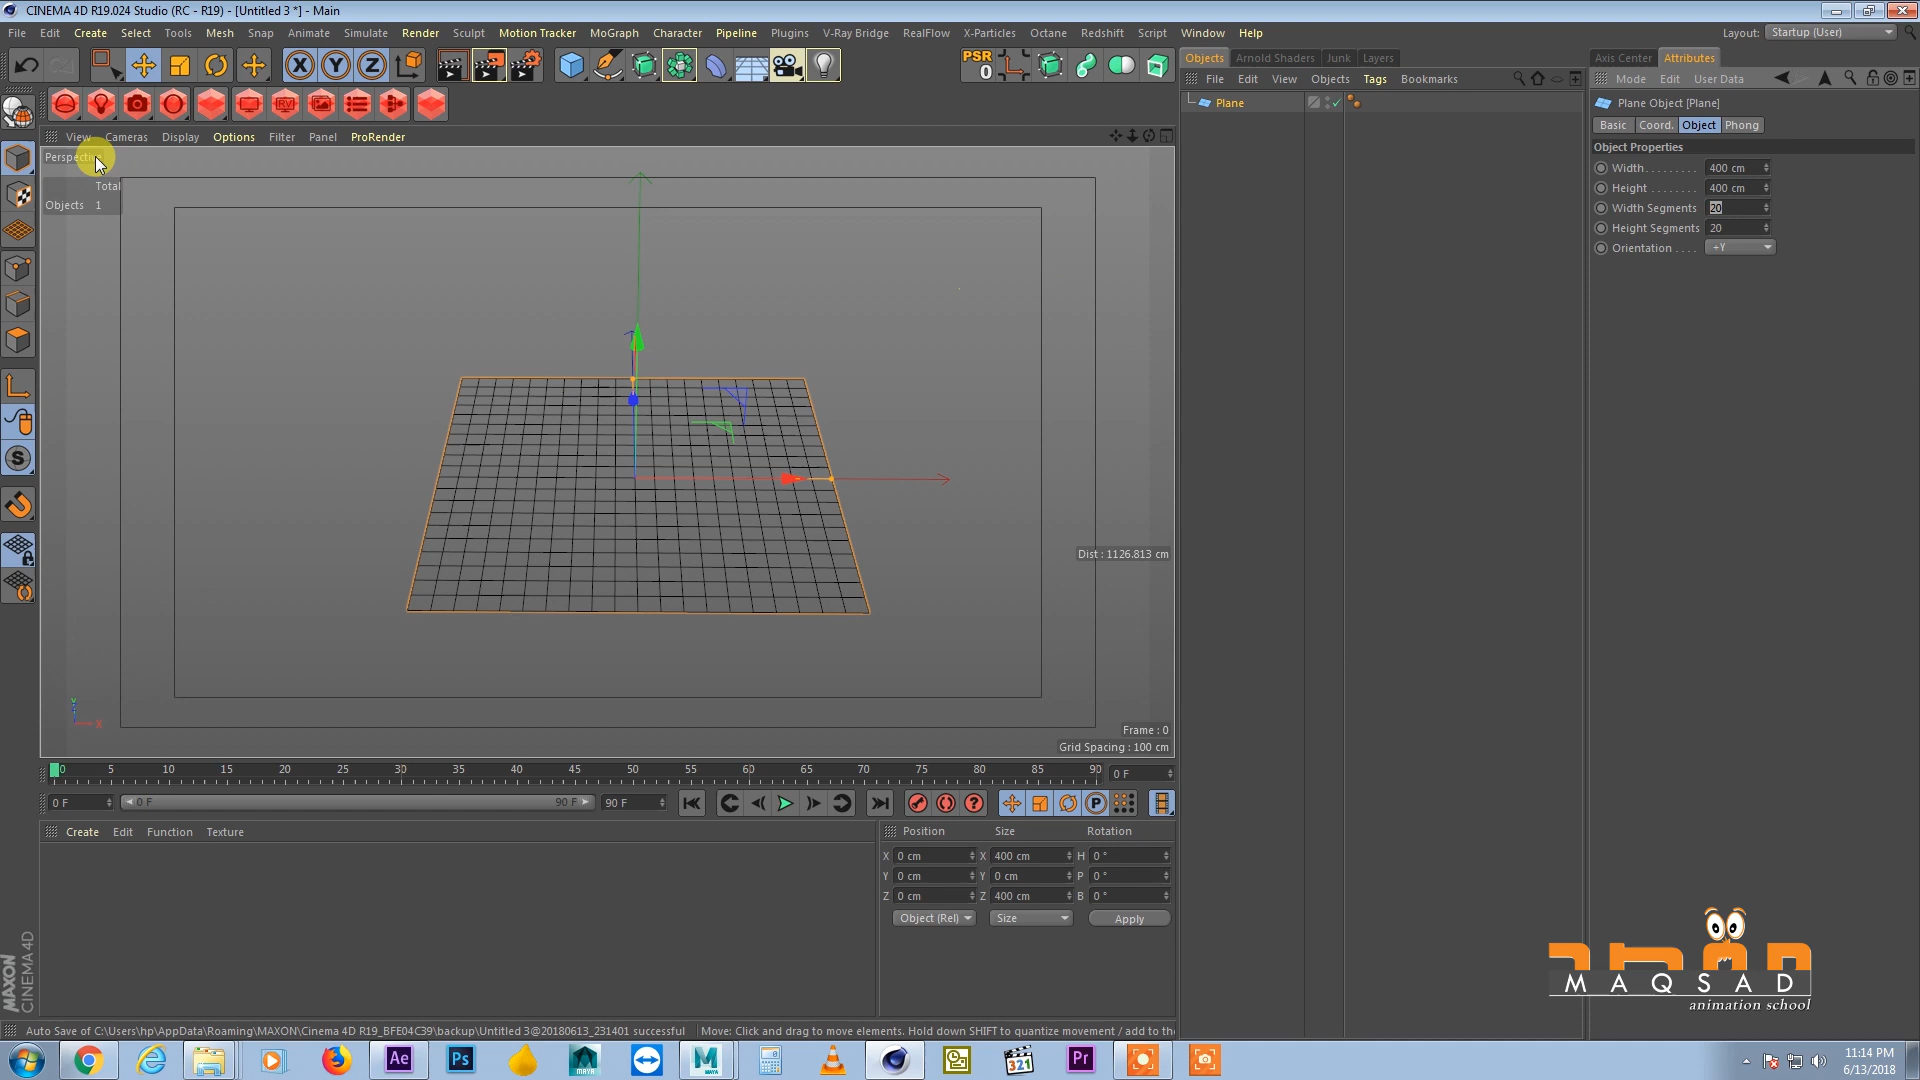 CINEMA 4D R19.024 Studio (RC - R19) - [Untitled 3 *] - Main
File Edit Create Select Tools Mesh Snap Animate Simulate Render Sculpt Motion Tracker MoGraph Character Pipeline Plugins V-Ray Bridge RealFlow X-Particles Octane Redshift Script Window Help
Layout: Startup (User)
PSR
0
Objects Arnold Shaders Junk Layers
Axis Center Attributes
File Edit View Objects Tags Bookmarks
Mode Edit User Data
RV
Plane
Plane Object [Plane]
Basic Coord. Object Phong
Object Properties
Width 400 cm
Height 400 cm
Width Segments 20
Height Segments 20
Orientation +Y
View Cameras Display Options Filter Panel ProRender
Perspective
Total
Objects 1
Dist : 1126.813 cm
Y
X
Frame : 0
Grid Spacing : 100 cm
0 5 10 15 20 25 30 35 40 45 50 55 60 65 70 75 80 85 90 0 F
0 F 0 F 90 F 90 F
Create Edit Function Texture
Position Size Rotation
X 0 cm X 400 cm H 0 °
Y 0 cm Y 0 cm P 0 °
Z 0 cm Z 400 cm B 0 °
Object (Rel) Size Apply
MAXON
CINEMA 4D
MAQSAD
animation school
Auto Save of C:\Users\hp\AppData\Roaming\MAXON\Cinema 4D R19_BFE04C39\backup\Untitled 3@20180613_231401 successful
Move: Click and drag to move elements. Hold down SHIFT to quantize movement / add to the
Ae Ps MAYA M MAYA 321 Pr
11:14 PM
6/13/2018